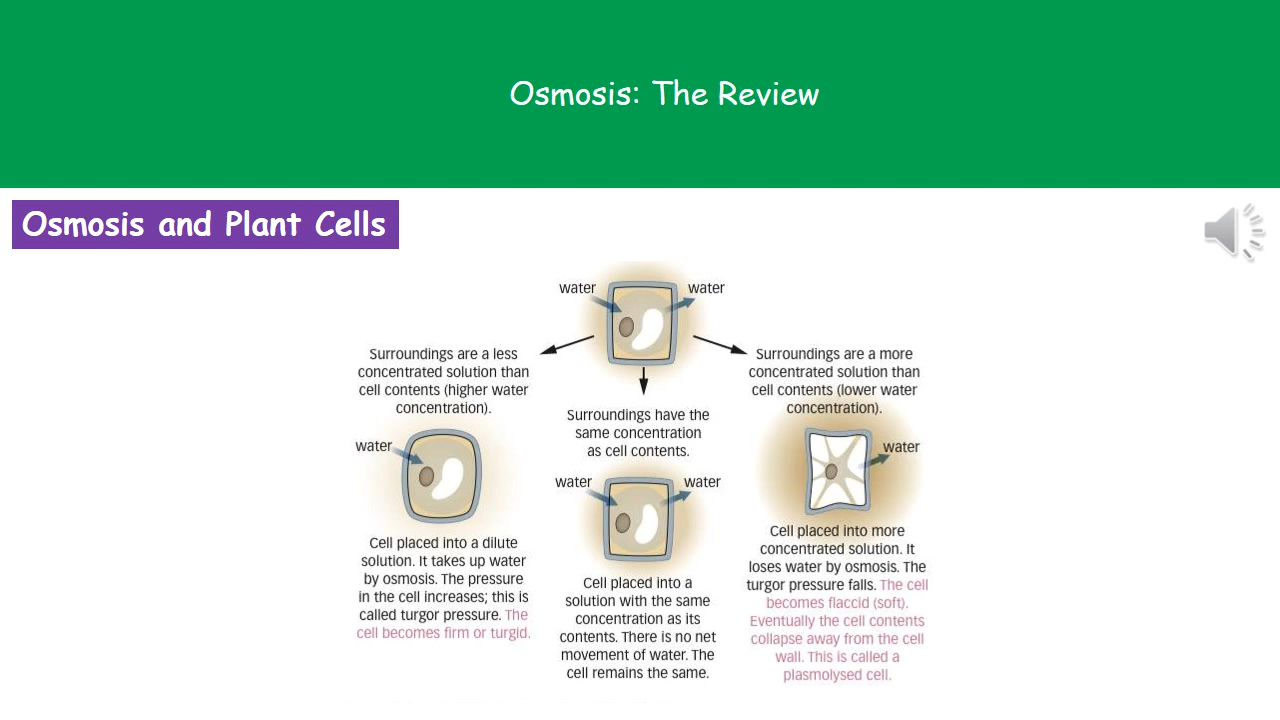 Osmosis: The Review
Osmosis and Plant Cells
water
water
Surroundings are a less
concentrated solution than
cell contents (higher water
concentration).
water
Cell placed into a dilute
solution. It takes up water
by osmosis. The pressure
in the cell increases; this is
called turgor pressure. The
cell becomes firm or turgid.
Surroundings have the
same concentration
as cell contents.
water
water
Cell placed into a
solution with the same
concentration as its
contents. There is no net
movement of water. The
cell remains the same.
Surroundings are a more
concentrated solution than
cell contents (lower water
concentration).
water
Cell placed into more
concentrated solution. It
loses water by osmosis. The
turgor pressure falls. The cell
becomes flaccid (soft).
Eventually the cell contents
collapse away from the cell
wall. This is called a
plasmolysed cell.